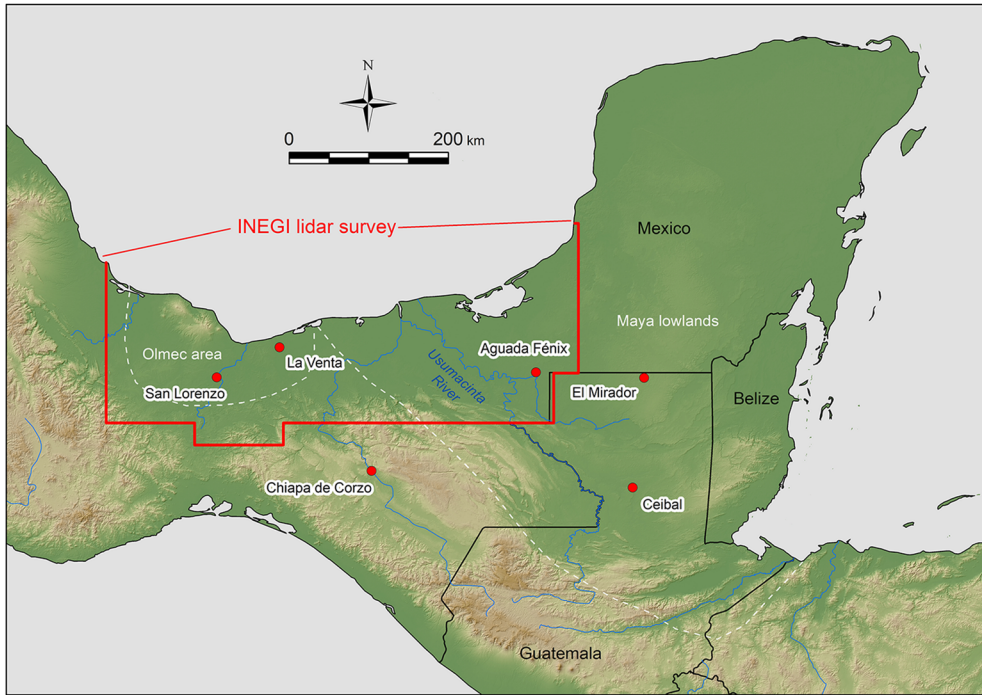 N
0 200 km
INEGI lidar survey
Mexico
Maya lowlands
Olmec area
La Venta
Aguada Fénix
San Lorenzo
Usumacinta
River
El Mirador
Belize
Chiapa de Corzo
Ceibal
Guatemala